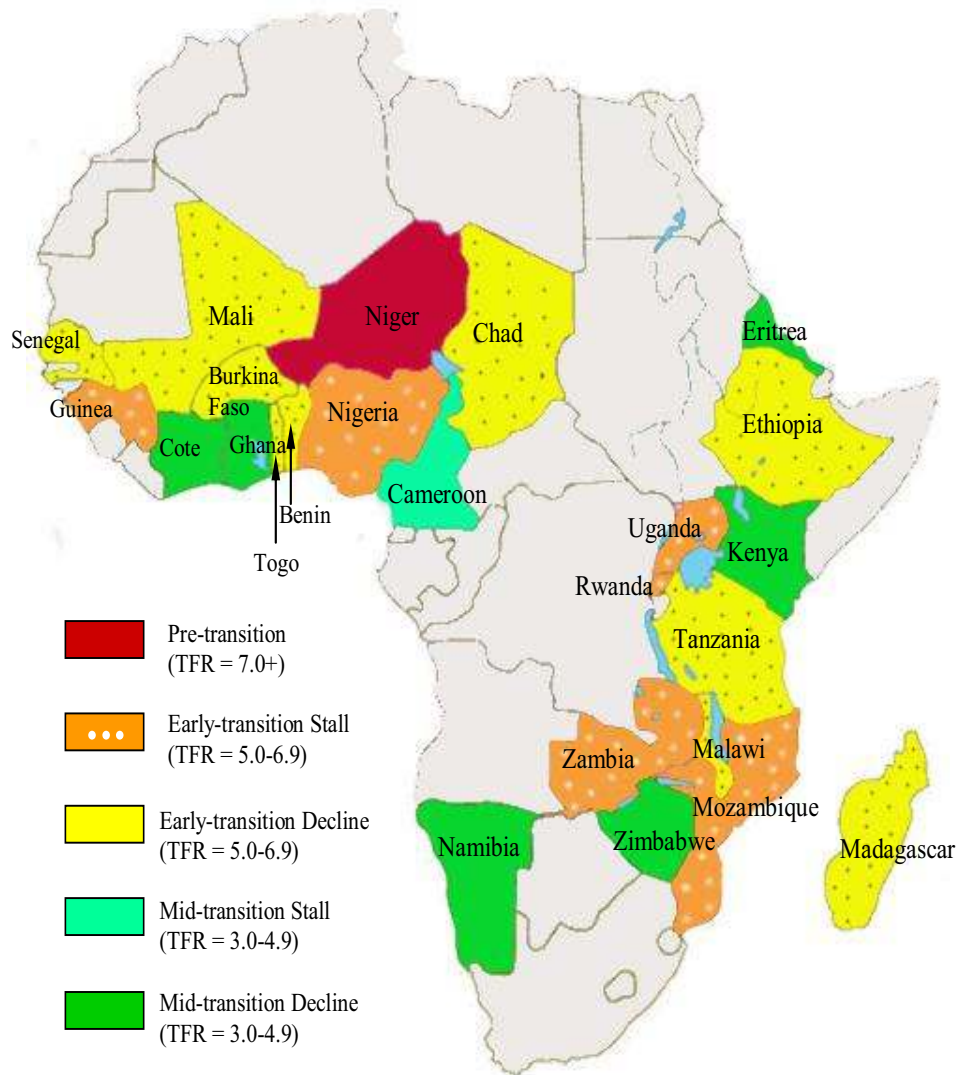 Mali
Niger
Chad
Senegal
Eritrea
Burkina
Faso
Guinea
Nigeria
Ethiopia
Cote
Ghana
Cameroon
Benin
Togo
Uganda
Kenya
Rwanda
Tanzania
Zambia
Malawi
Mozambique
Namibia
Zimbabwe
Madagascar
Pre-transition
(TFR = 7.0+)
Early-transition Stall
(TFR = 5.0-6.9)
Early-transition Decline
(TFR = 5.0-6.9)
Mid-transition Stall
(TFR = 3.0-4.9)
Mid-transition Decline
(TFR = 3.0-4.9)